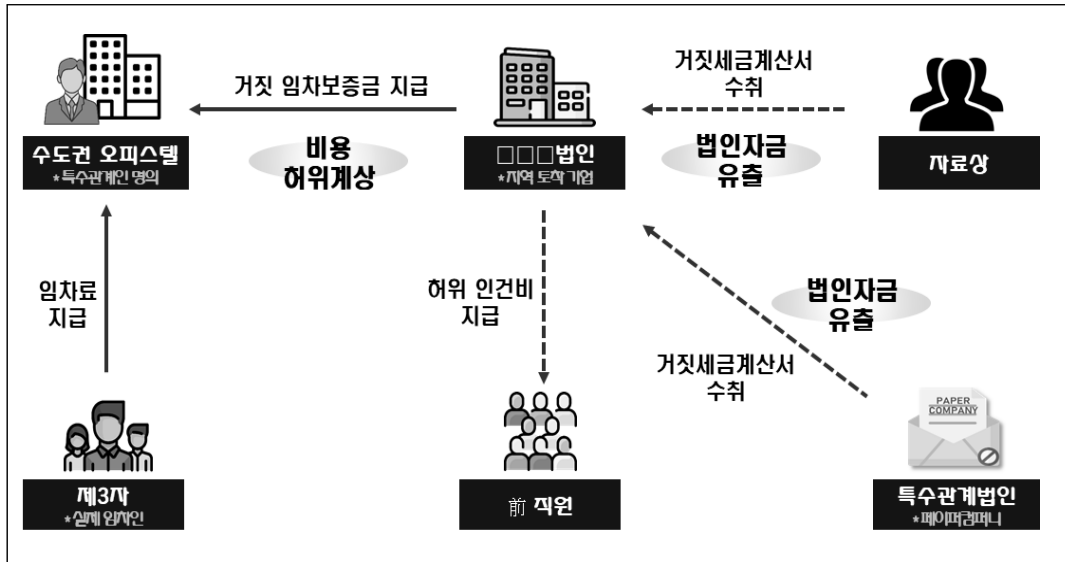 거짓 임차보증금 지급
거짓세금계산서
수취
수도권 오피스텔
*특수관계인 명의
비용
허위계상
□□□법인
*지역 토착기업
법인자금
유출
자료상
임차료
지급
허위 인건비
지급
법인자금
유출
거짓세금계산서
수취
PAPER
COMPANY
제3자
*실제 임차인
前 직원
특수관계법인
*페이퍼컴퍼니